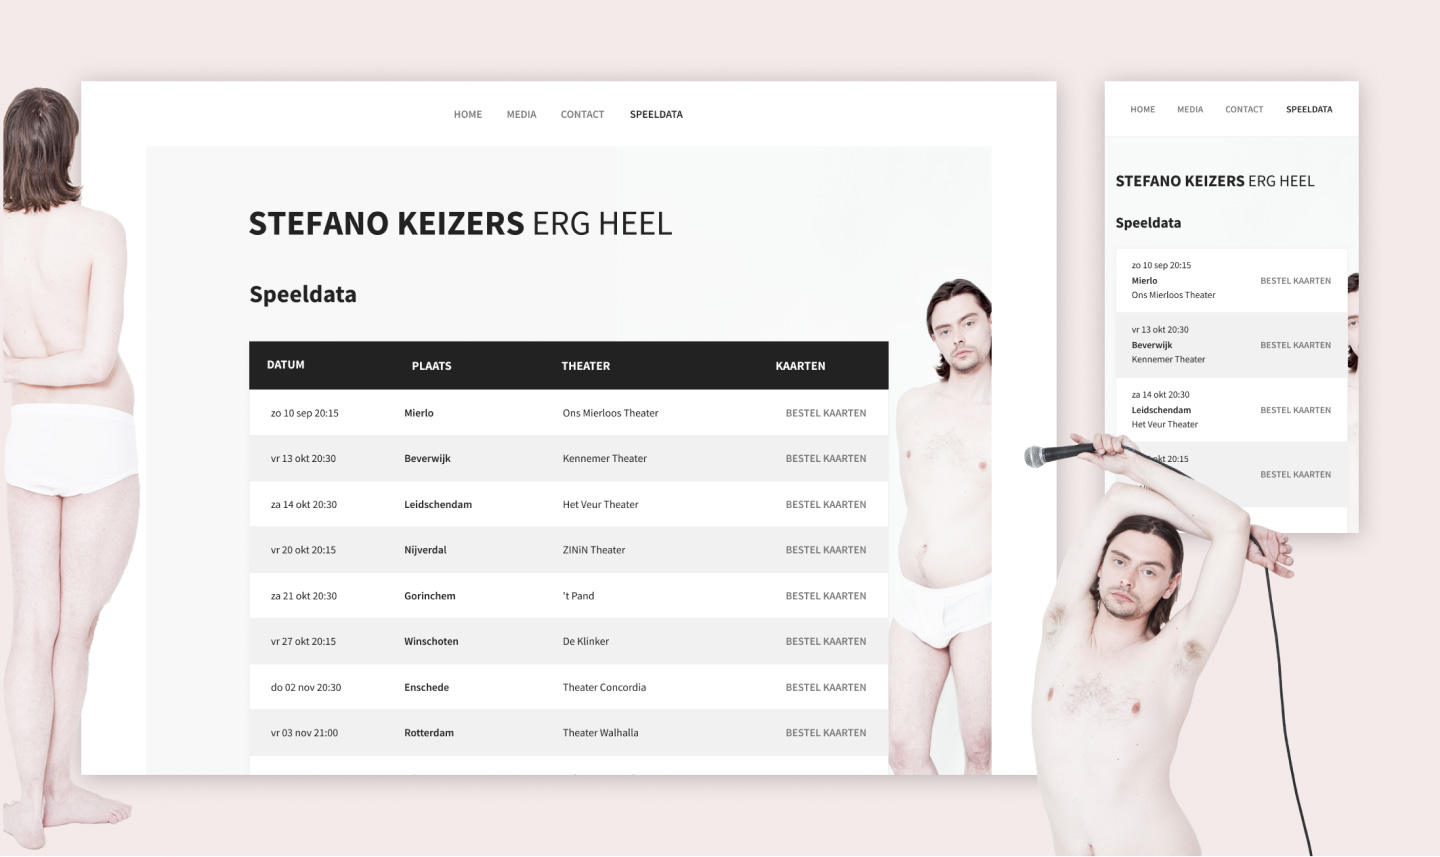 HOME MEDIA CONTACT SPEELDATA
STEFANO KEIZERS ERG HEEL
Speeldata
DATUM PLAATS THEATER KAARTEN
zo 10 sep 20:15 Mierlo Ons Mierloos Theater BESTEL KAARTEN
vr 13 okt 20:30 Beverwijk Kennemer Theater BESTEL KAARTEN
za 14 okt 20:30 Leidschendam Het Veur Theater BESTEL KAARTEN
vr 20 okt 20:15 Nijverdal ZINiN Theater BESTEL KAARTEN
za 21 okt 20:30 Gorinchem 't Pand BESTEL KAARTEN
vr 27 okt 20:15 Winschoten De Klinker BESTEL KAARTEN
do 02 nov 20:30 Enschede Theater Concordia BESTEL KAARTEN
vr 03 nov 21:00 Rotterdam Theater Walhalla BESTEL KAARTEN
HOME MEDIA CONTACT SPEELDATA
STEFANO KEIZERS ERG HEEL
Speeldata
zo 10 sep 20:15
Mierlo BESTEL KAARTEN
Ons Mierloos Theater
vr 13 okt 20:30
Beverwijk BESTEL KAARTEN
Kennemer Theater
za 14 okt 20:30
Leidschendam BESTEL KAARTEN
Het Veur Theater
okt 20:15
BESTEL KAARTEN